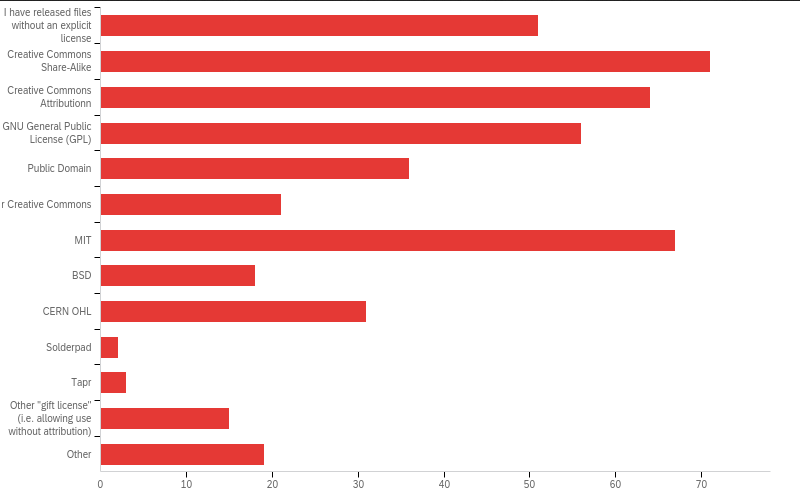 I have released files
without an explicit
license
Creative Commons
Share-Alike
Creative Commons
Attributionn
GNU General Public
License (GPL)
Public Domain
r Creative Commons
MIT
BSD
CERN OHL
Solderpad
Tapr
Other "gift license"
(i.e. allowing use
without attribution)
Other
0 10 20 30 40 50 60 70